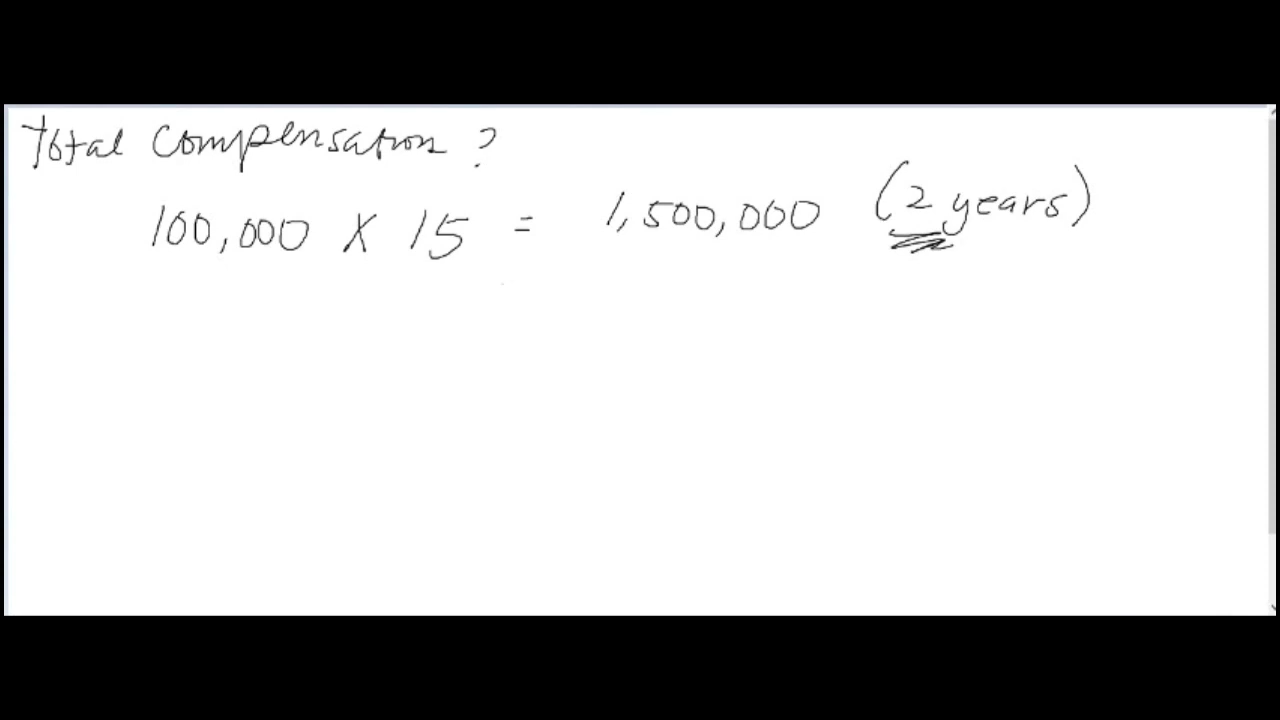 Total Compensation ?
100,000 X 15 = 1,500,000 (2 years)